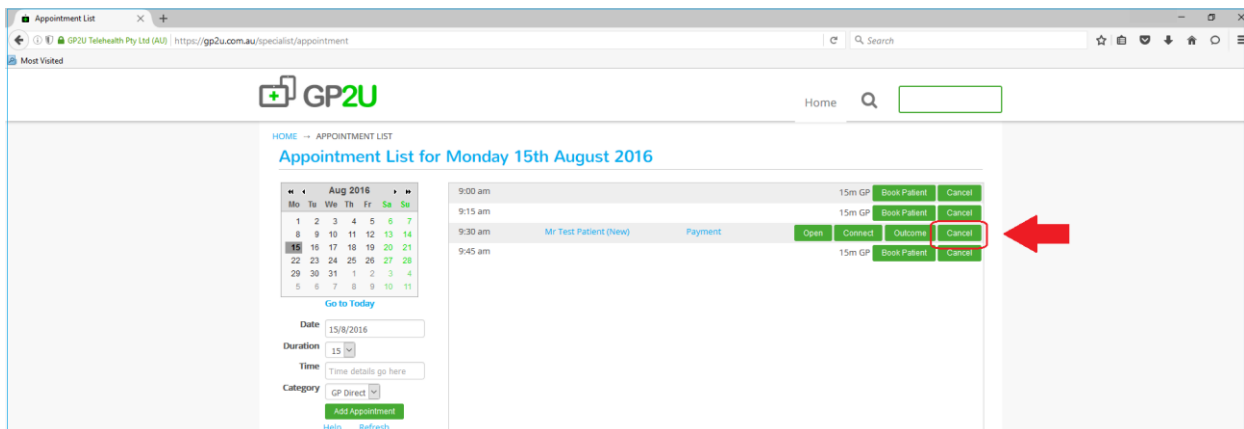 Appointment List
GP2U Telehealth Pty Ltd (AU) https://gp2u.com.au/specialist/appointment Search
Most Visited
GP2U
Home
HOME → APPOINTMENT LIST
Appointment List for Monday 15th August 2016
Aug 2016
Mo Tu We Th Fr Sa Su
1 2 3 4 5 6 7
8 9 10 11 12 13 14
15 16 17 18 19 20 21
22 23 24 25 26 27 28
29 30 31 1 2 3 4
5 6 7 8 9 10 11
Go to Today
Date 15/8/2016
Duration 15
Time Time details go here
Category GP Direct
Add Appointment
Help Refresh
9:00 am 15m GP Book Patient Cancel
9:15 am 15m GP Book Patient Cancel
9:30 am Mr Test Patient (New) Payment Open Connect Outcome Cancel
9:45 am 15m GP Book Patient Cancel